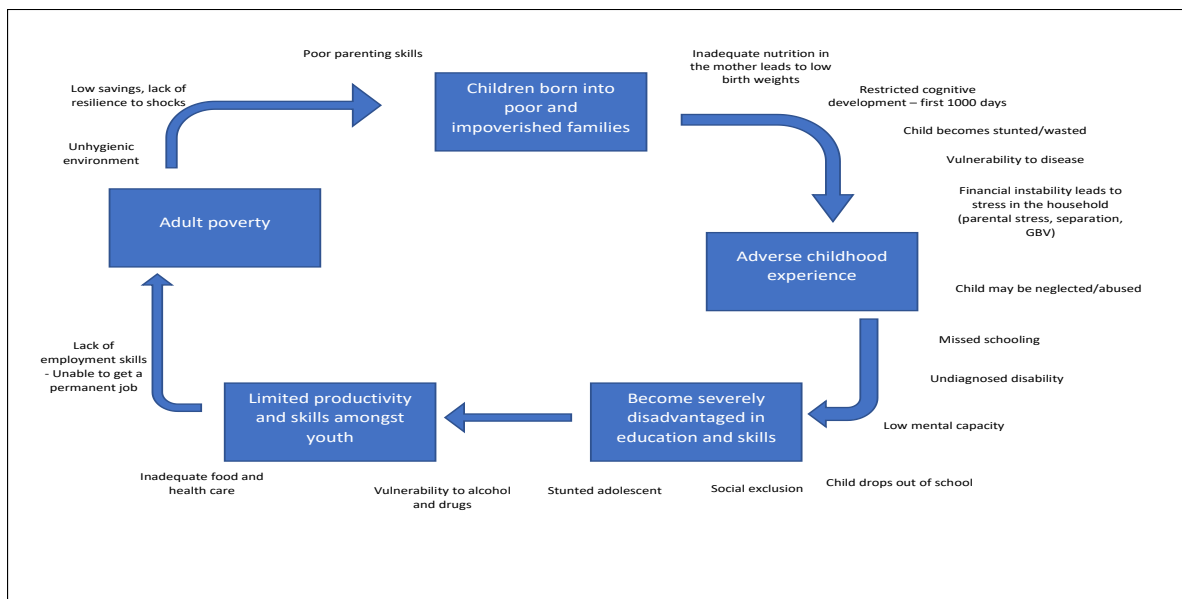 Poor parenting skills
Low savings, lack of
resilience to shocks
Unhygienic
environment
Children born into
poor and
impoverished families
Inadequate nutrition in
the mother leads to low
birth weights
Restricted cognitive
development – first 1000 days
Child becomes stunted/wasted
Vulnerability to disease
Financial instability leads to
stress in the household
(parental stress, separation,
GBV)
Adverse childhood
experience
Child may be neglected/abused
Missed schooling
Undiagnosed disability
Low mental capacity
Child drops out of school
Become severely
disadvantaged in
education and skills
Social exclusion
Stunted adolescent
Vulnerability to alcohol
and drugs
Limited productivity
and skills amongst
youth
Inadequate food and
health care
Lack of
employment skills
- Unable to get a
permanent job
Adult poverty